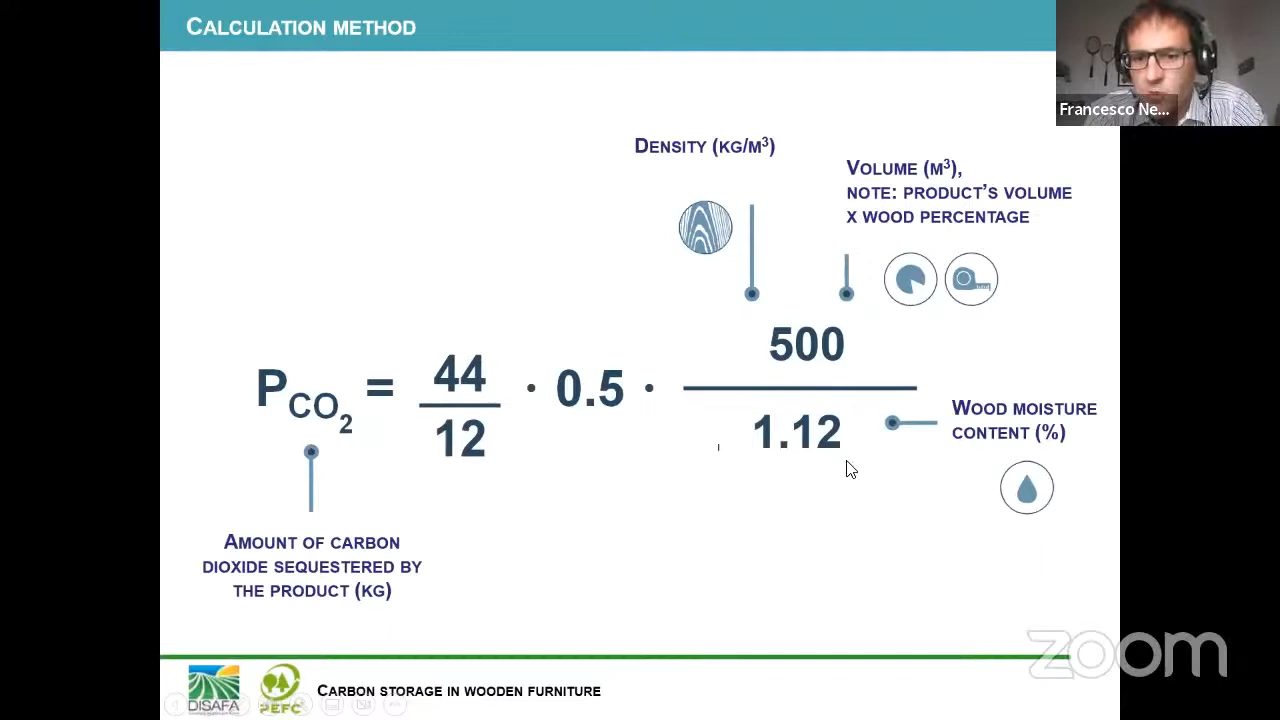 CALCULATION METHOD
Francesco Ne...
DENSITY (KG/M³)
VOLUME (M³),
NOTE: PRODUCT'S VOLUME
X WOOD PERCENTAGE
500
44
P_CO₂ = · 0.5 ·
12
1.12
WOOD MOISTURE
CONTENT (%)
AMOUNT OF CARBON
DIOXIDE SEQUESTERED BY
THE PRODUCT (KG)
zoom
DISAFA
PEFC
CARBON STORAGE IN WOODEN FURNITURE